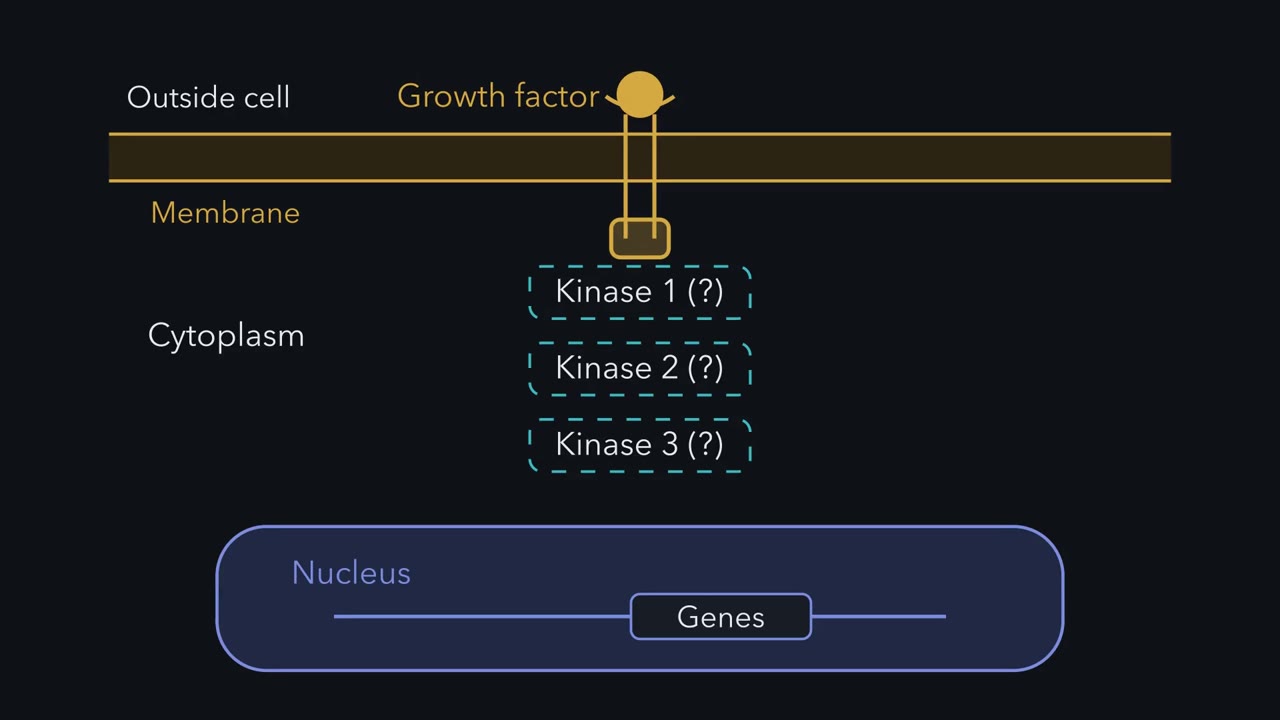 Outside cell
Growth factor
Membrane
Kinase 1 (?)
Cytoplasm
Kinase 2 (?)
Kinase 3 (?)
Nucleus
Genes